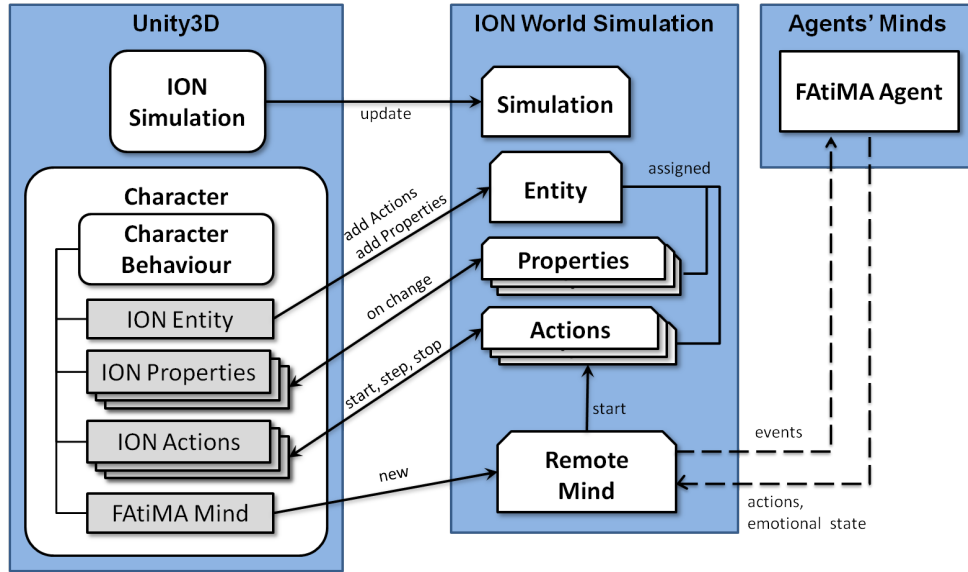 Unity3D
ION
Simulation
Character
Character
Behaviour
ION Entity
ION Properties
ION Actions
FAtiMA Mind
update
add Actions
add Properties
on change
start, step, stop
new
ION World Simulation
Simulation
Entity
assigned
Properties
Actions
start
Remote
Mind
Agents' Minds
FAtiMA Agent
events
actions,
emotional state